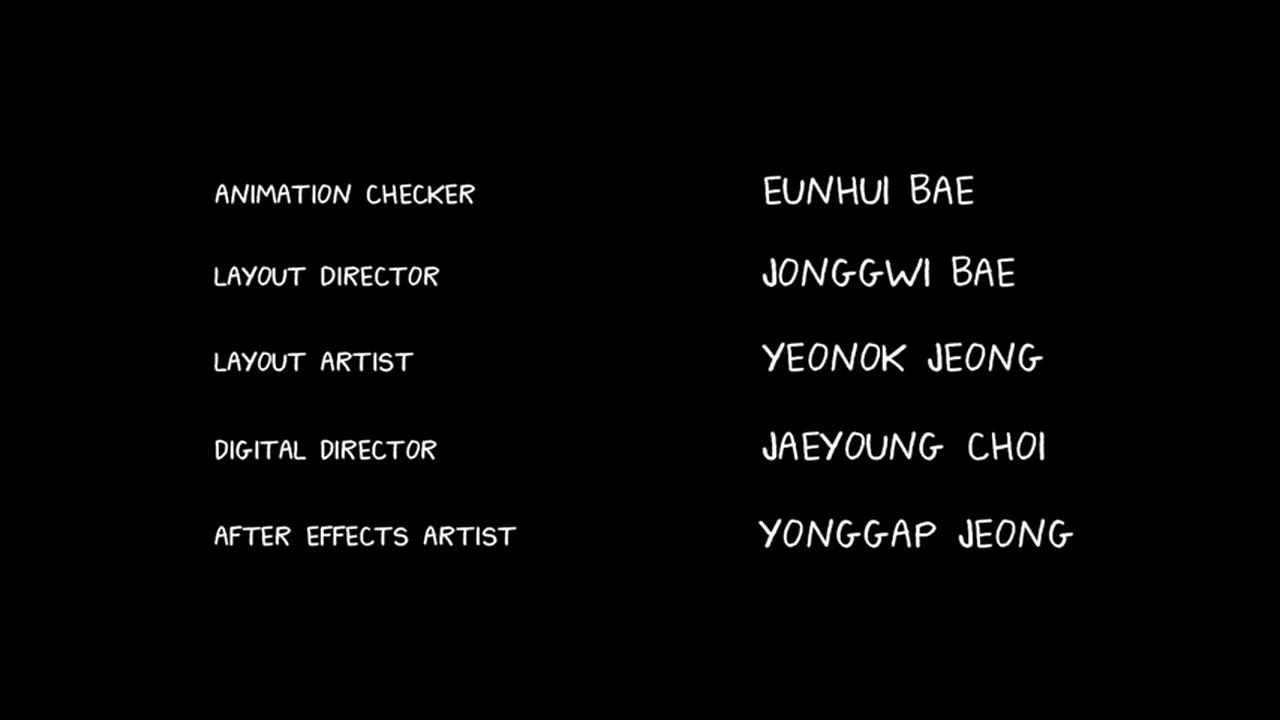 ANIMATION CHECKER EUNHUI BAE
LAYOUT DIRECTOR JONGGWI BAE
LAYOUT ARTIST YEONOK JEONG
DIGITAL DIRECTOR JAEYOUNG CHOI
AFTER EFFECTS ARTIST YONGGAP JEONG